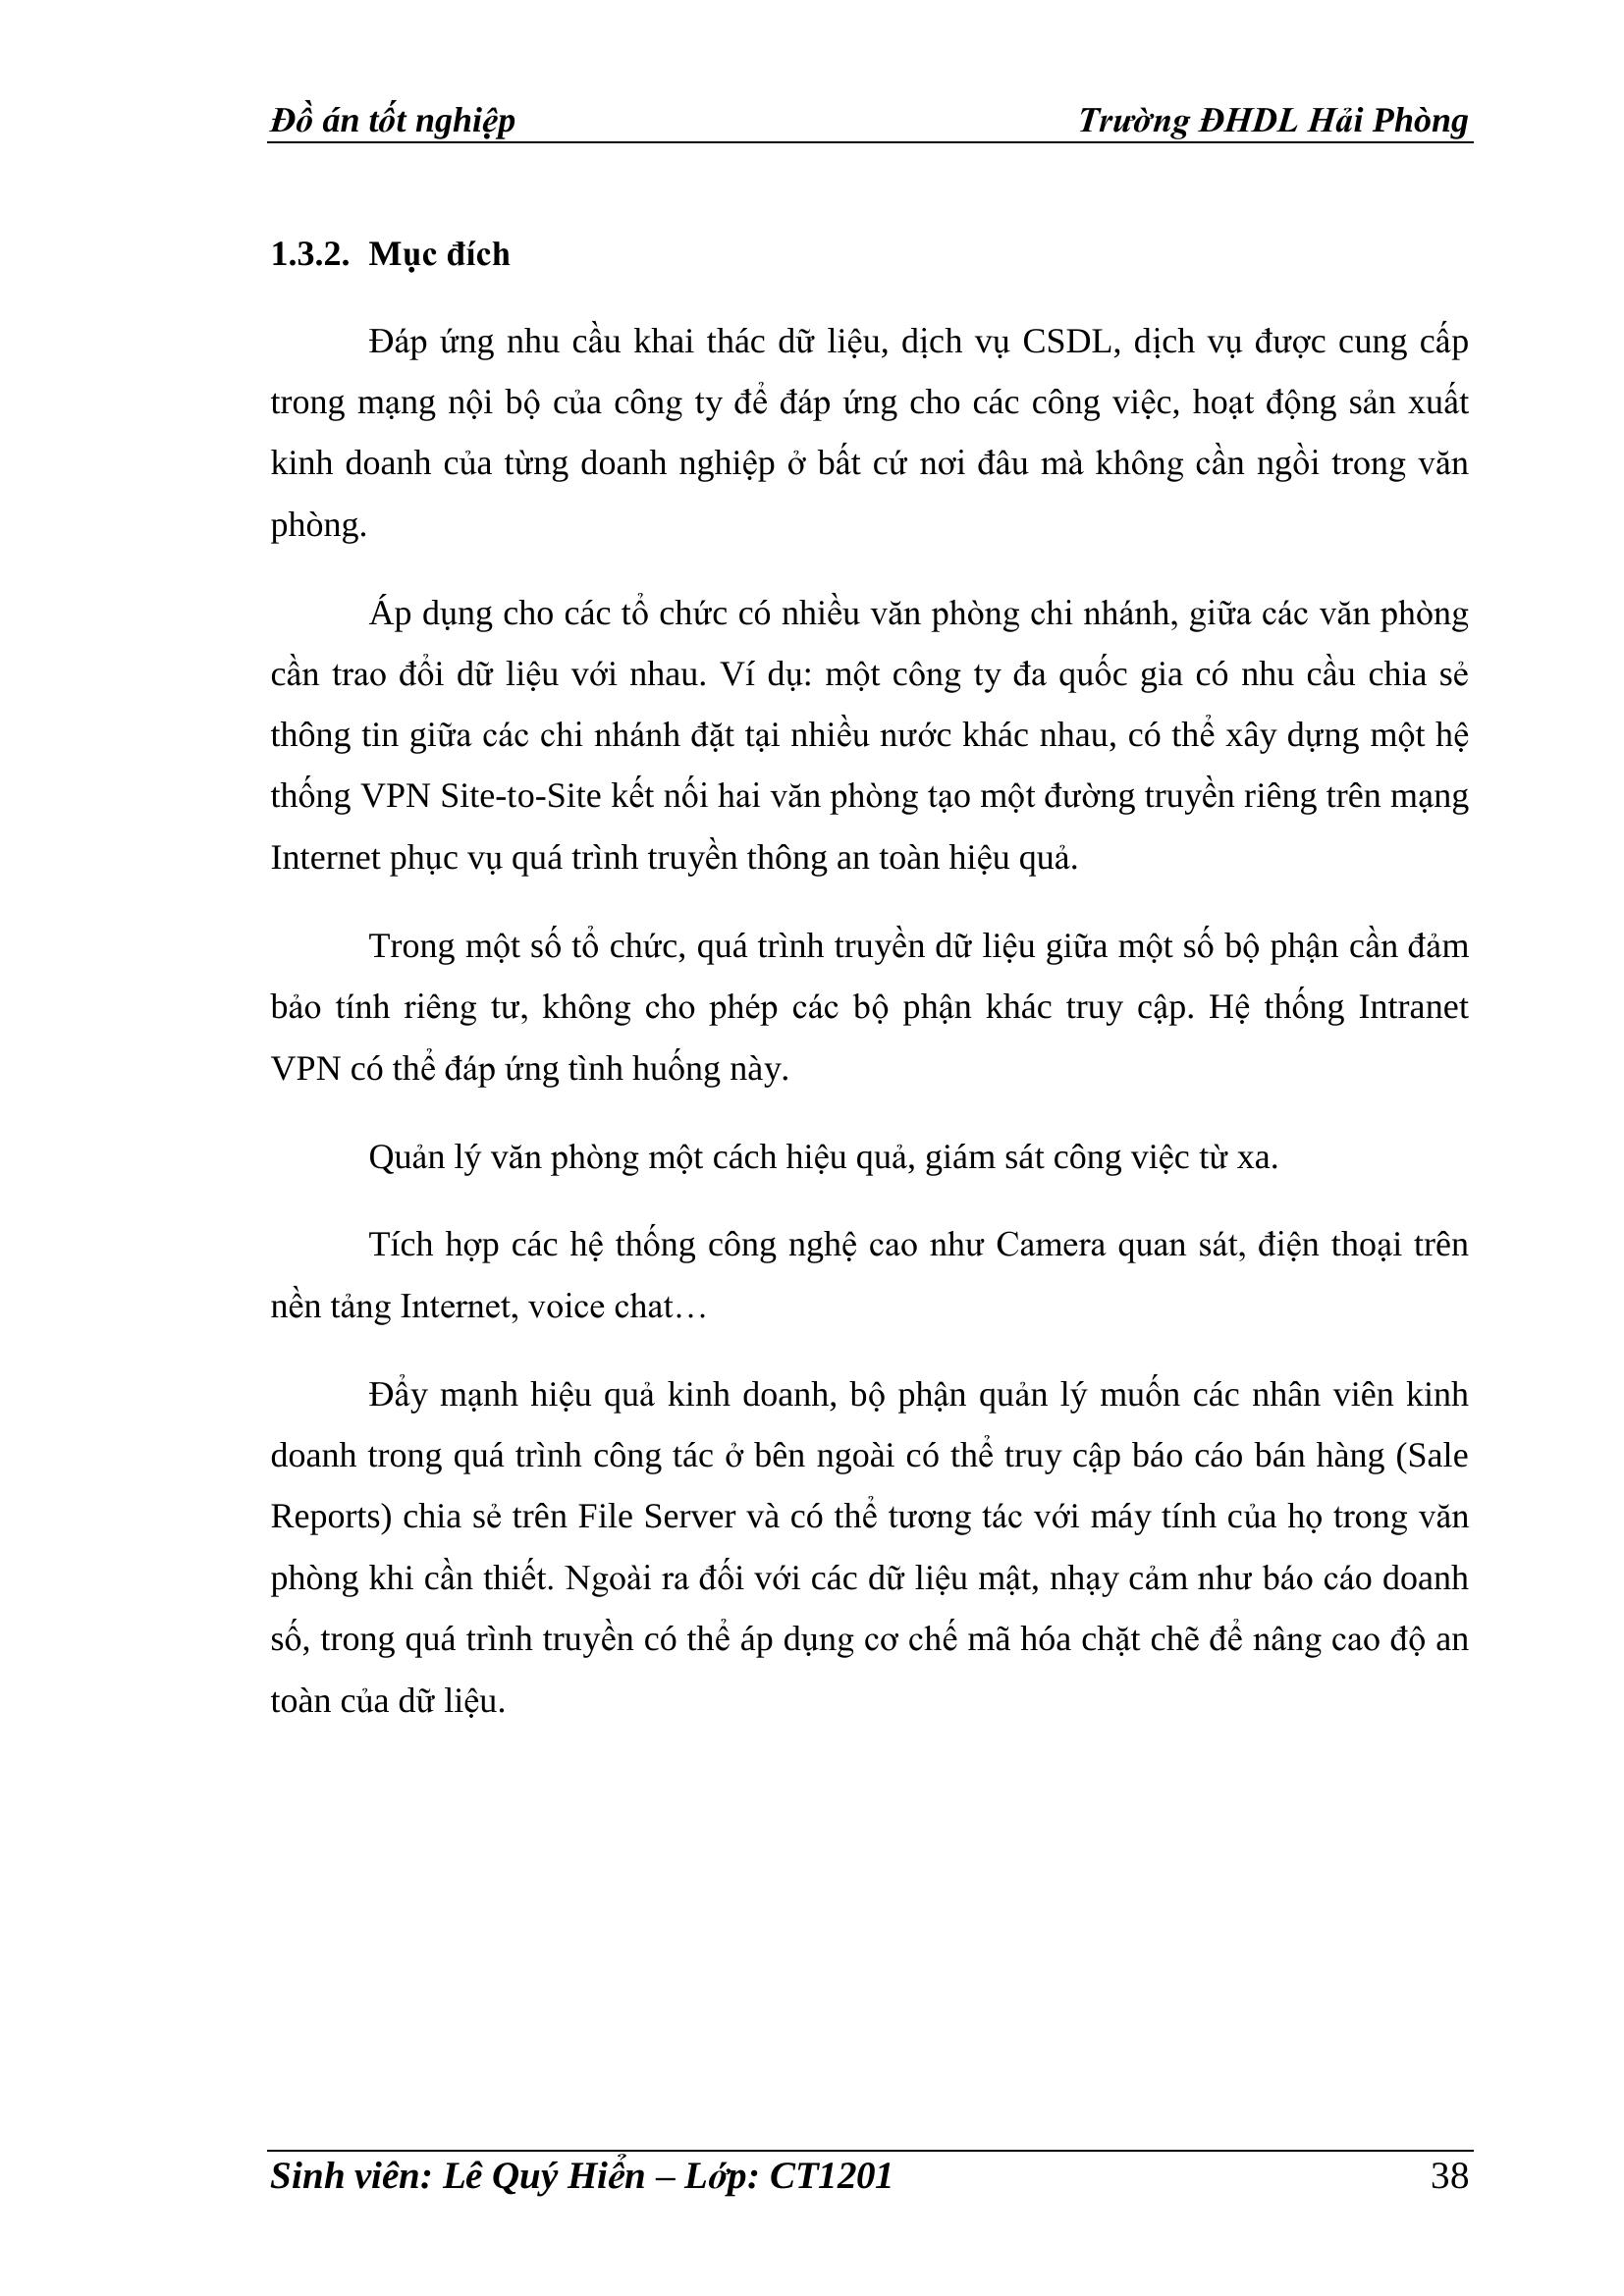 Đồ án tốt nghiệp Trường ĐHDL Hải Phòng
1.3.2. Mục đích
Đáp ứng nhu cầu khai thác dữ liệu, dịch vụ CSDL, dịch vụ được cung cấp
trong mạng nội bộ của công ty để đáp ứng cho các công việc, hoạt động sản xuất
kinh doanh của từng doanh nghiệp ở bất cứ nơi đâu mà không cần ngồi trong văn
phòng.
Áp dụng cho các tổ chức có nhiều văn phòng chi nhánh, giữa các văn phòng
cần trao đổi dữ liệu với nhau. Ví dụ: một công ty đa quốc gia có nhu cầu chia sẻ
thông tin giữa các chi nhánh đặt tại nhiều nước khác nhau, có thể xây dựng một hệ
thống VPN Site-to-Site kết nối hai văn phòng tạo một đường truyền riêng trên mạng
Internet phục vụ quá trình truyền thông an toàn hiệu quả.
Trong một số tổ chức, quá trình truyền dữ liệu giữa một số bộ phận cần đảm
bảo tính riêng tư, không cho phép các bộ phận khác truy cập. Hệ thống Intranet
VPN có thể đáp ứng tình huống này.
Quản lý văn phòng một cách hiệu quả, giám sát công việc từ xa.
Tích hợp các hệ thống công nghệ cao như Camera quan sát, điện thoại trên
nền tảng Internet, voice chat…
Đẩy mạnh hiệu quả kinh doanh, bộ phận quản lý muốn các nhân viên kinh
doanh trong quá trình công tác ở bên ngoài có thể truy cập báo cáo bán hàng (Sale
Reports) chia sẻ trên File Server và có thể tương tác với máy tính của họ trong văn
phòng khi cần thiết. Ngoài ra đối với các dữ liệu mật, nhạy cảm như báo cáo doanh
số, trong quá trình truyền có thể áp dụng cơ chế mã hóa chặt chẽ để nâng cao độ an
toàn của dữ liệu.
Sinh viên: Lê Quý Hiển – Lớp: CT1201 38